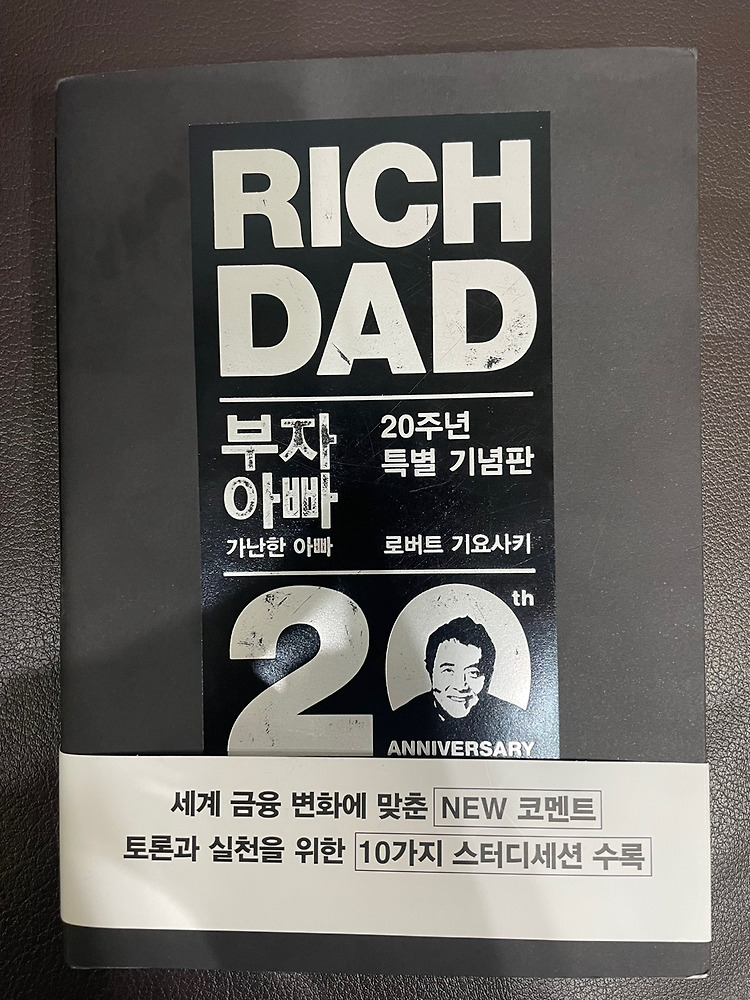 RICH
DAD
부자
아빠
가난한 아빠
20주년
특별 기념판
로버트 기요사키
20th
ANNIVERSARY
세계 금융 변화에 맞춘 NEW 코멘트
토론과 실천을 위한 10가지 스터디세션 수록